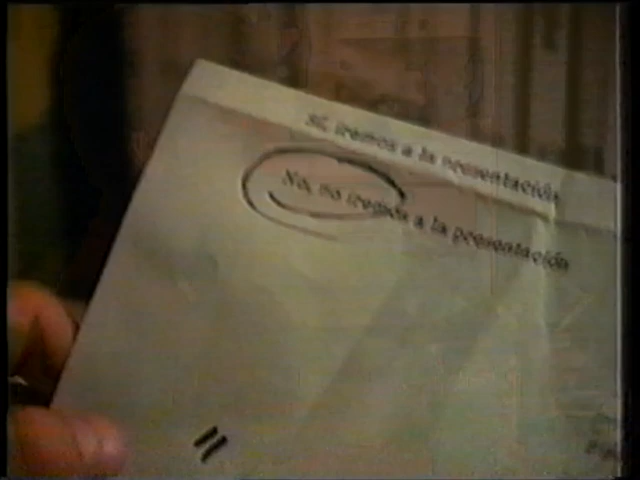 Sí, iremos a la presentación
No, no iremos a la presentación